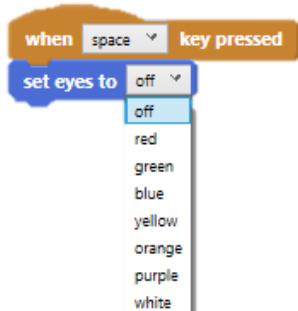 when space key pressed
set eyes to off
off
red
green
blue
yellow
orange
purple
white